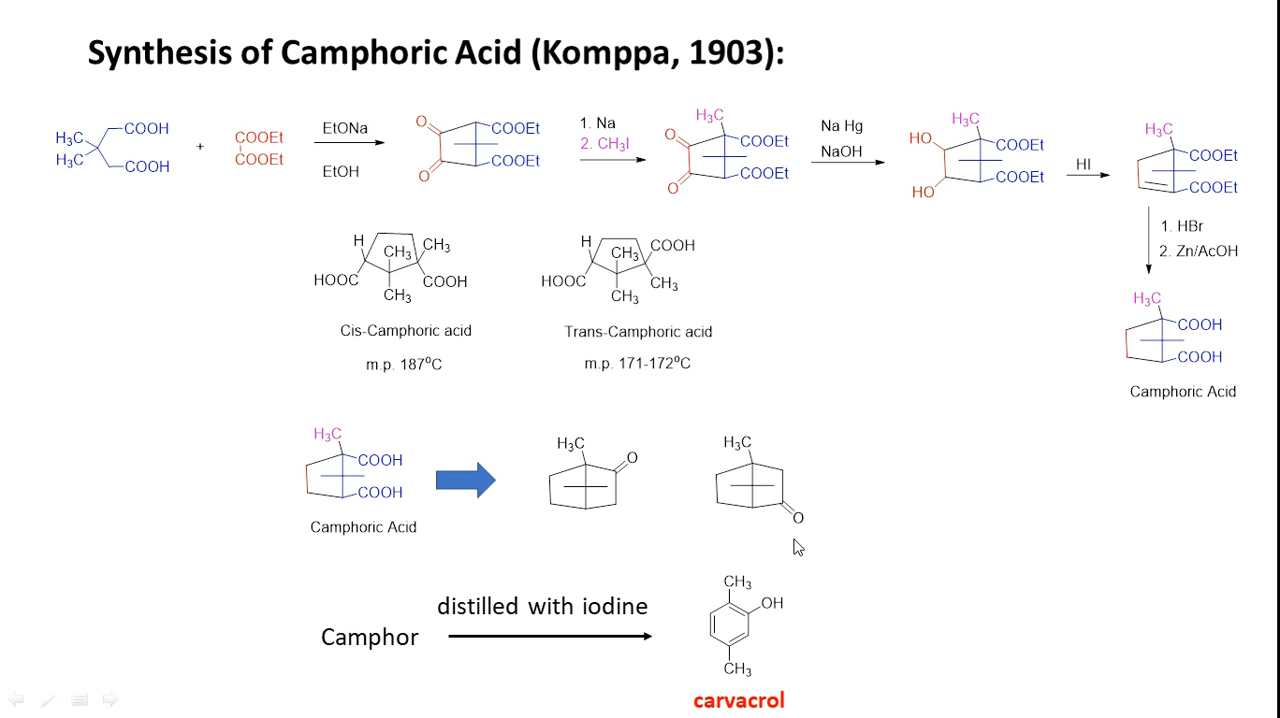 Synthesis of Camphoric Acid (Komppa, 1903):
H₃C
H₃C
COOH
COOH
+
COOEt
COOEt
EtONa
EtOH
O
O
COOEt
COOEt
1. Na
2. CH₃I
H₃C
O
O
COOEt
COOEt
Na Hg
NaOH
H₃C
HO
HO
COOEt
COOEt
HI
H₃C
COOEt
COOEt
1. HBr
2. Zn/AcOH
H₃C
COOH
COOH
Camphoric Acid
H
CH₃
CH₃
HOOC
COOH
CH₃
Cis-Camphoric acid
m.p. 187⁰C
H
COOH
CH₃
HOOC
CH₃
CH₃
Trans-Camphoric acid
m.p. 171-172⁰C
H₃C
COOH
COOH
Camphoric Acid
H₃C
O
H₃C
O
Camphor
distilled with iodine
CH₃
OH
CH₃
carvacrol